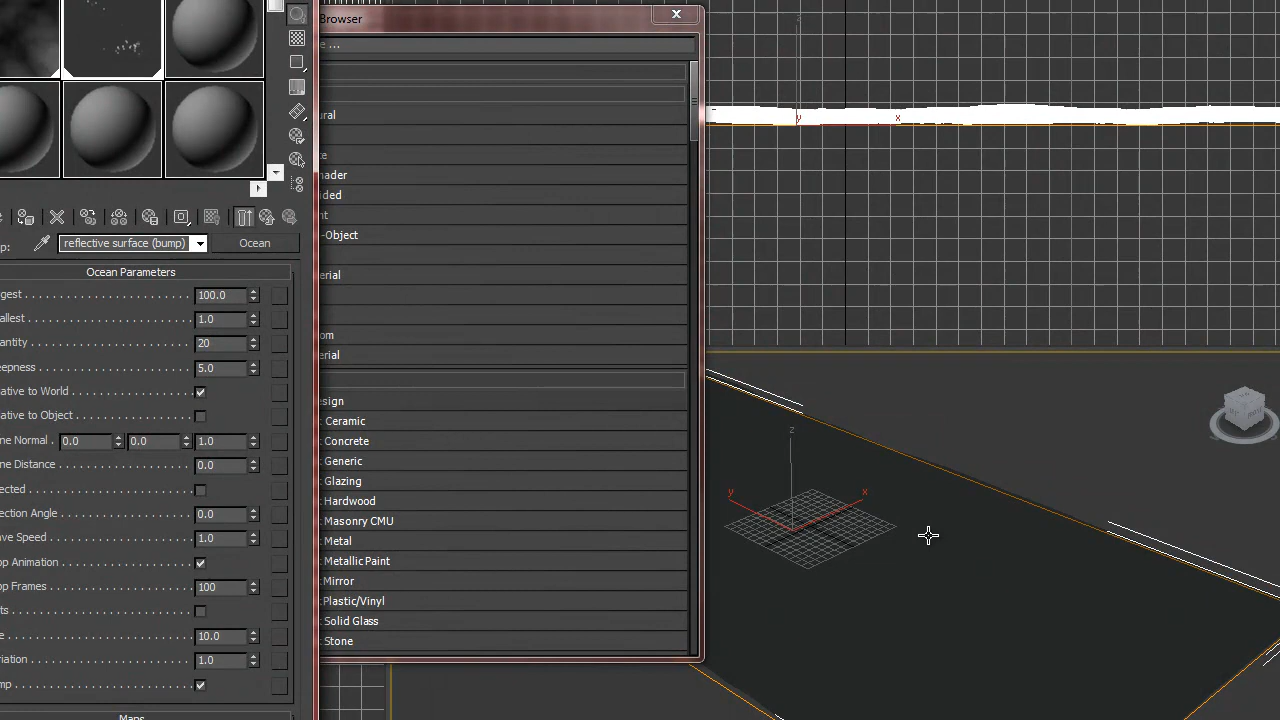 Browser
e ...
ural
te
hader
ded
nt
-Object
erial
om
erial
sign
Ceramic
Concrete
Generic
Glazing
Hardwood
Masonry CMU
Metal
Metallic Paint
Mirror
Plastic/Vinyl
Solid Glass
Stone
p: reflective surface (bump) Ocean
Ocean Parameters
gest 100.0
allest 1.0
antity 20
eepness 5.0
ative to World
ative to Object
ne Normal . 0.0 0.0 1.0
ne Distance 0.0
ected
ection Angle 0.0
ave Speed 1.0
op Animation
op Frames 100
ts
e 10.0
riation 1.0
mp
Maps
y x
z
y x